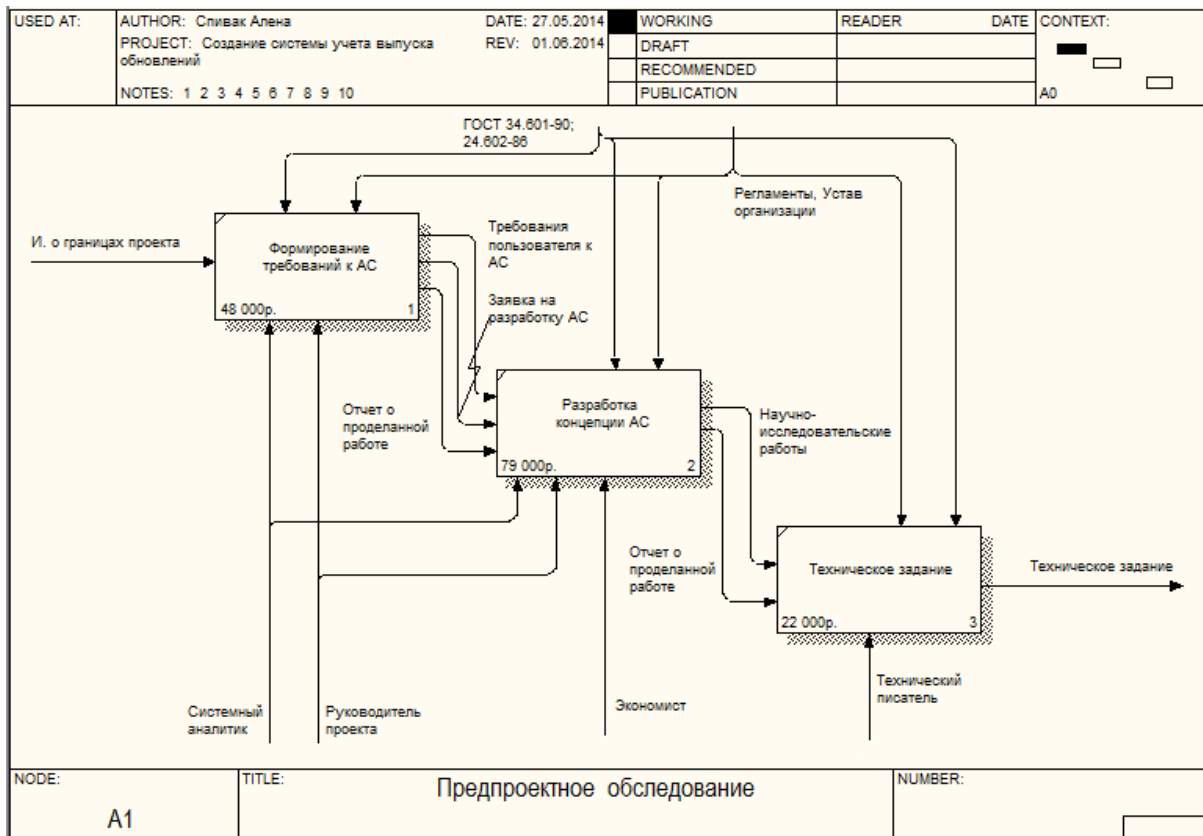 USED AT:
AUTHOR: Спивак Алена
DATE: 27.05.2014
PROJECT: Создание системы учета выпуска
обновлений
REV: 01.06.2014
NOTES: 1 2 3 4 5 6 7 8 9 10
WORKING
DRAFT
RECOMMENDED
PUBLICATION
READER
DATE
CONTEXT:
A0
ГОСТ 34.601-90;
24.602-86
Регламенты, Устав
организации
И. о границах проекта
Формирование
требований к АС
48 000р.
1
Требования
пользователя к
АС
Заявка на
разработку АС
Отчет о
проделанной
работе
Разработка
концепции АС
79 000р.
2
Научно-
исследовательские
работы
Отчет о
проделанной
работе
Техническое задание
22 000р.
3
Техническое задание
Системный
аналитик
Руководитель
проекта
Экономист
Технический
писатель
NODE:
A1
TITLE:
Предпроектное обследование
NUMBER: